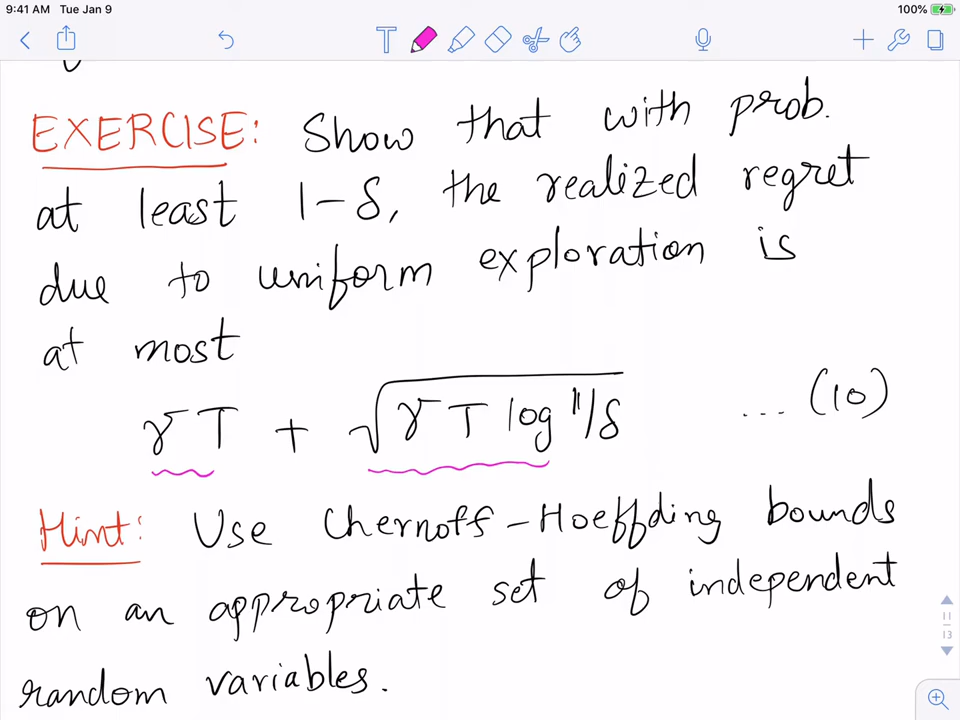 9:41 AM Tue Jan 9 100%
EXERCISE: Show that with prob.
at least 1-δ, the realized regret
due to uniform exploration is
at most
γT + √(γT log 1/δ) ... (10)
Hint: Use Chernoff-Hoeffding bounds
on an appropriate set of independent
random variables.
11
13